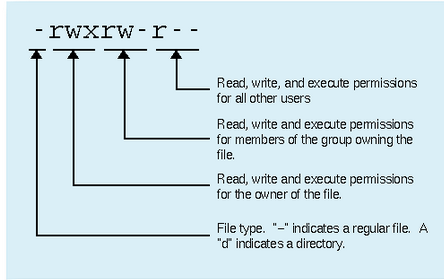 -rwxrw-r--
Read, write, and execute permissions
for all other users
Read, write and execute permissions
for members of the group owning the
file.
Read, write and execute permissions
for the owner of the file.
File type. "–" indicates a regular file. A
"d" indicates a directory.